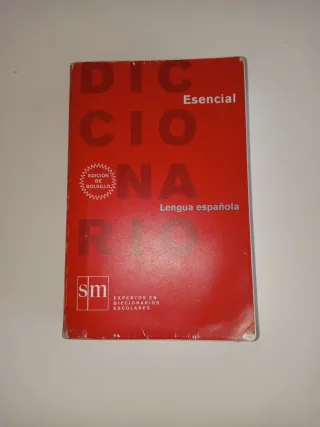 DIC
Esencial
CIO
EDICIÓN
DE
BOLSILLO
NA
Lengua española
RIO
sm
EXPERTOS EN
DICCIONARIOS
ESCOLARES